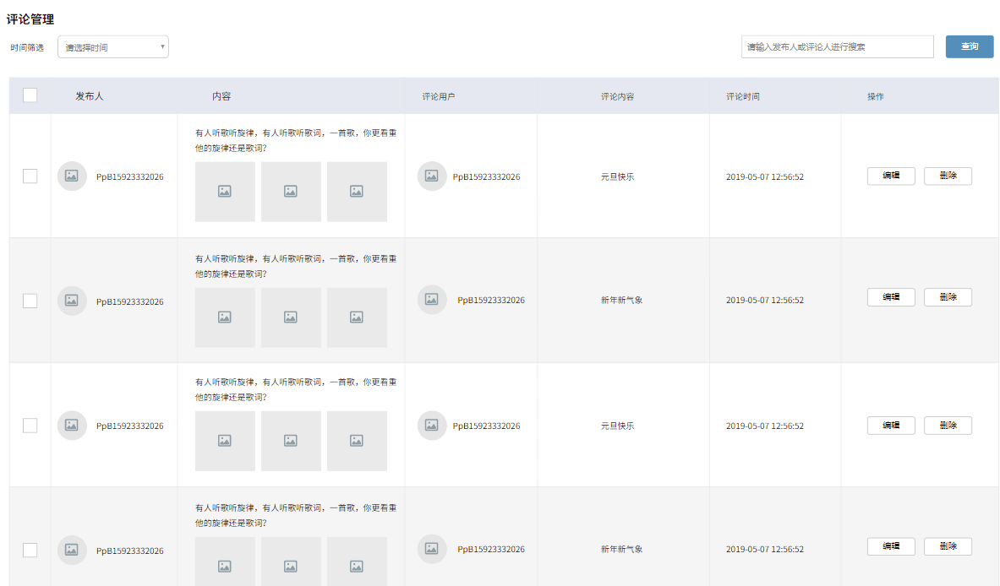 评论管理
时间筛选 请选择时间 请输入发布人或评论人进行搜索 查询
发布人 内容 评论用户 评论内容 评论时间 操作
有人听歌听旋律，有人听歌听歌词，一首歌，你更看重
他的旋律还是歌词？
PpB15923332026 PpB15923332026 元旦快乐 2019-05-07 12:56:52 编辑 删除
有人听歌听旋律，有人听歌听歌词，一首歌，你更看重
他的旋律还是歌词？
PpB15923332026 PpB15923332026 新年新气象 2019-05-07 12:56:52 编辑 删除
有人听歌听旋律，有人听歌听歌词，一首歌，你更看重
他的旋律还是歌词？
PpB15923332026 PpB15923332026 元旦快乐 2019-05-07 12:56:52 编辑 删除
有人听歌听旋律，有人听歌听歌词，一首歌，你更看重
他的旋律还是歌词？
PpB15923332026 PpB15923332026 新年新气象 2019-05-07 12:56:52 编辑 删除